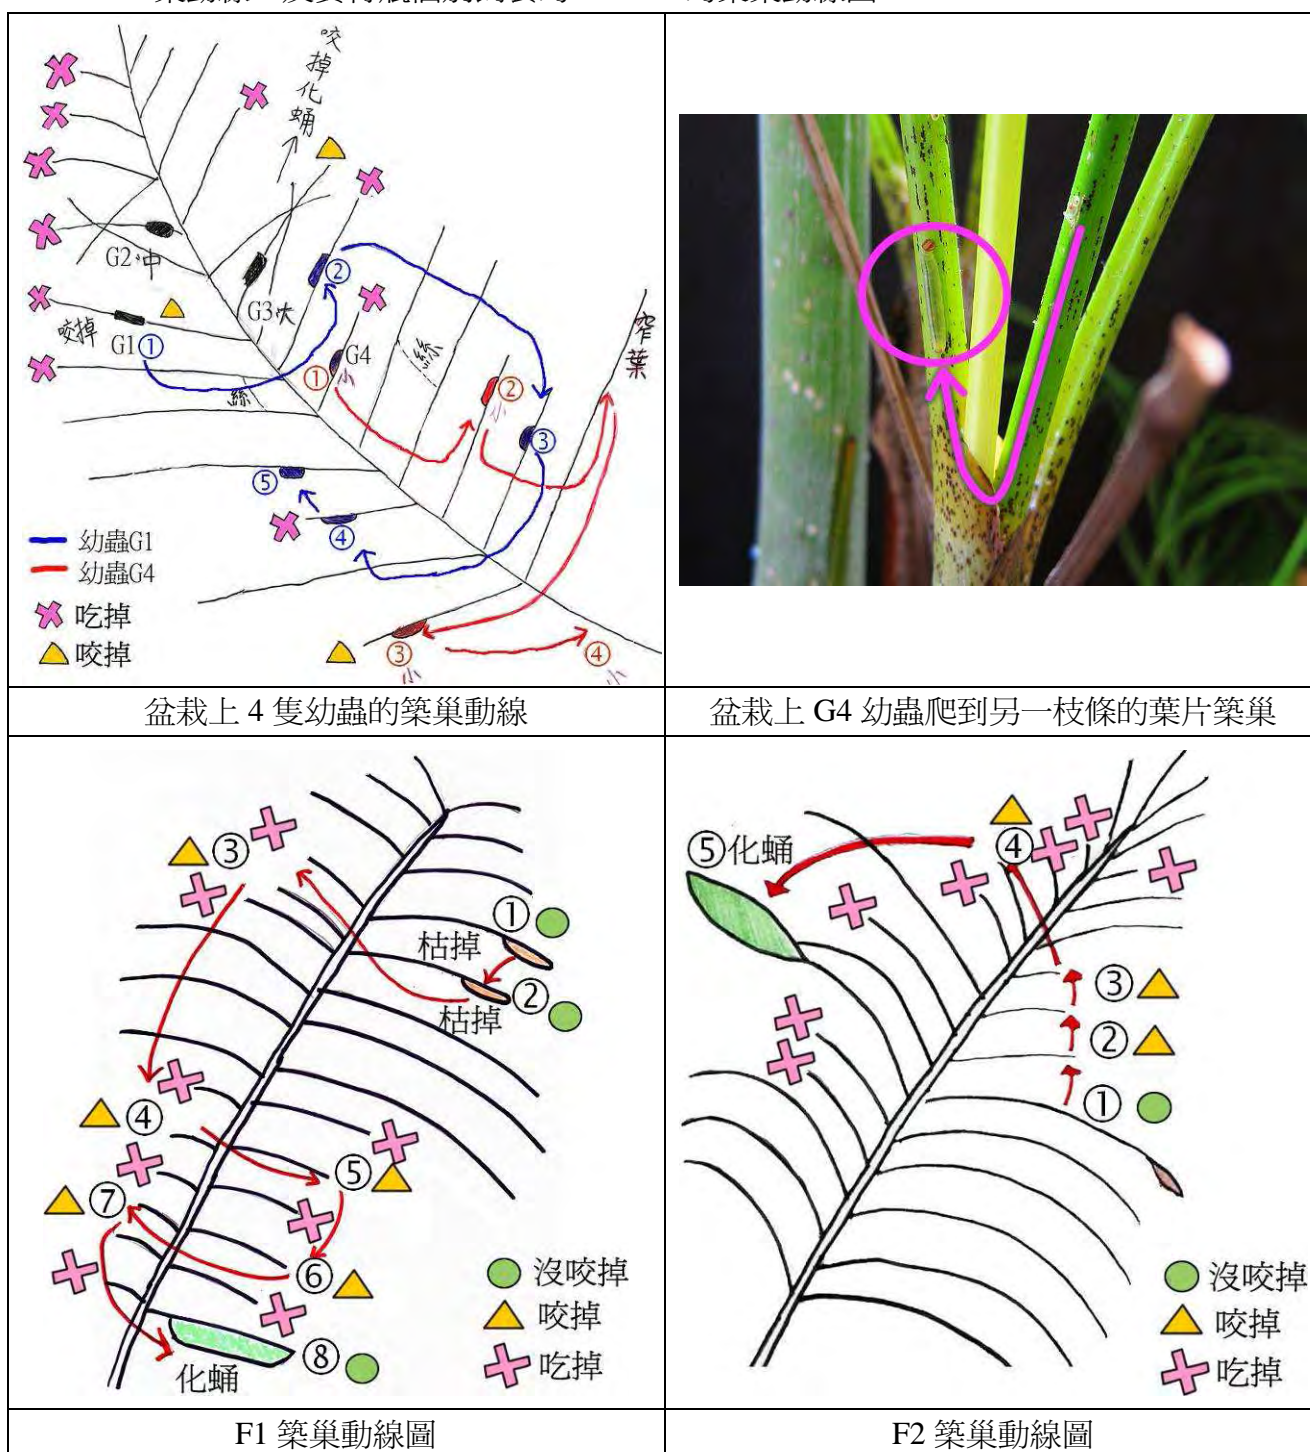 咬掉化蛹
G2 中
G3 大
咬掉 G1 ①
②
G4
① 小
絲
絲
② 小
窄葉
③
⑤
④
幼蟲G1
幼蟲G4
吃掉
咬掉
③ 小
④ 小
盆栽上 4 隻幼蟲的築巢動線
盆栽上 G4 幼蟲爬到另一枝條的葉片築巢
③
①
枯掉
②
枯掉
④
⑤
⑦
⑥
⑧
化蛹
沒咬掉
咬掉
吃掉
F1 築巢動線圖
⑤化蛹
④
③
②
①
沒咬掉
咬掉
吃掉
F2 築巢動線圖